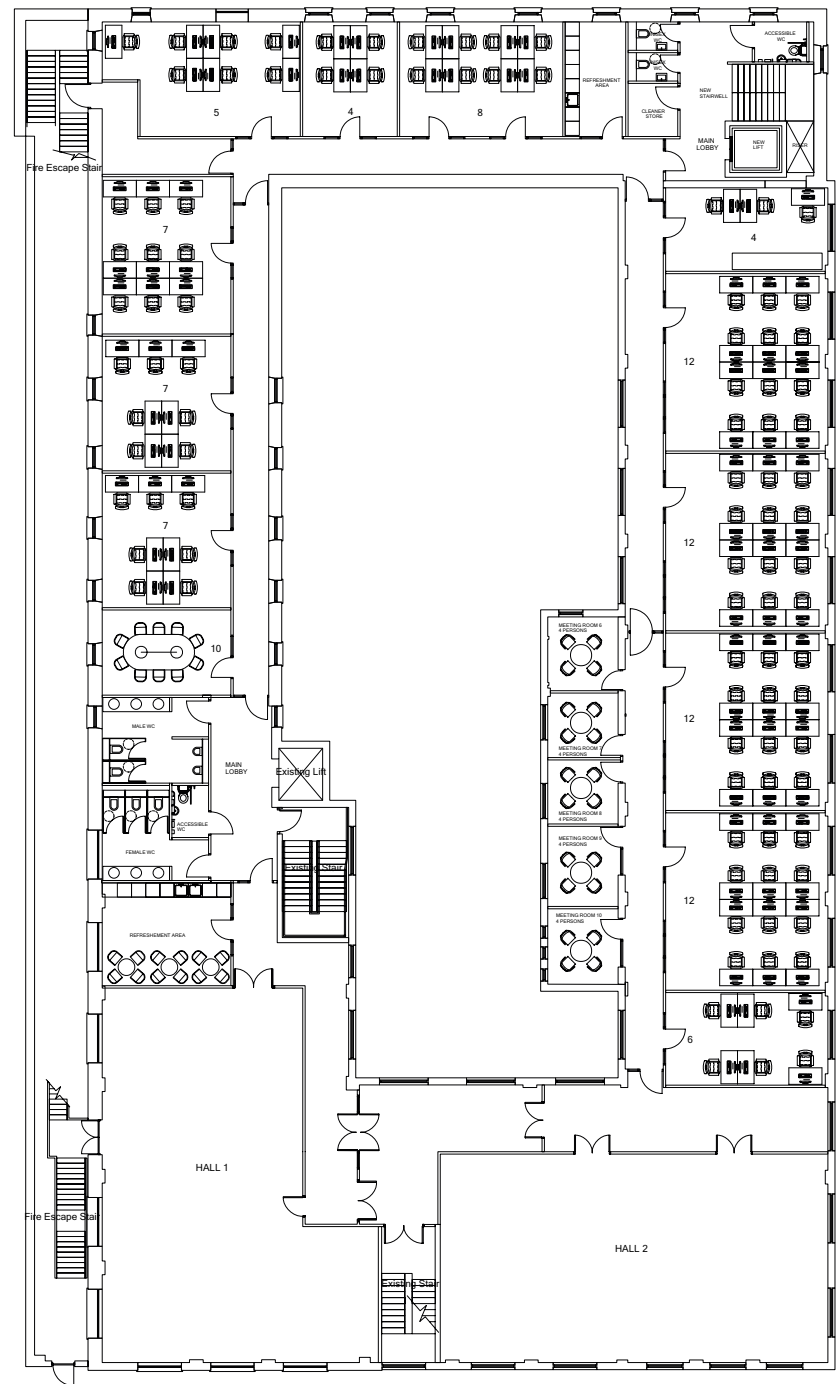 ACCESSIBLE
WC
WC
WC
REFRESHMENT
AREA
NEW
STAIRWELL
CLEANER
STORE
5
4
8
MAIN
LOBBY
NEW
LIFT
RISER
Fire Escape Stair
7
4
12
7
7
12
10
MEETING ROOM 6
4 PERSONS
12
MALE WC
MEETING ROOM 7
4 PERSONS
MAIN
LOBBY
Existing Lift
MEETING ROOM 8
4 PERSONS
ACCESSIBLE
WC
MEETING ROOM 9
4 PERSONS
FEMALE WC
Existing Stair
12
MEETING ROOM 10
4 PERSONS
REFRESHEMENT AREA
6
HALL 1
Fire Escape Stair
HALL 2
Existing Stair